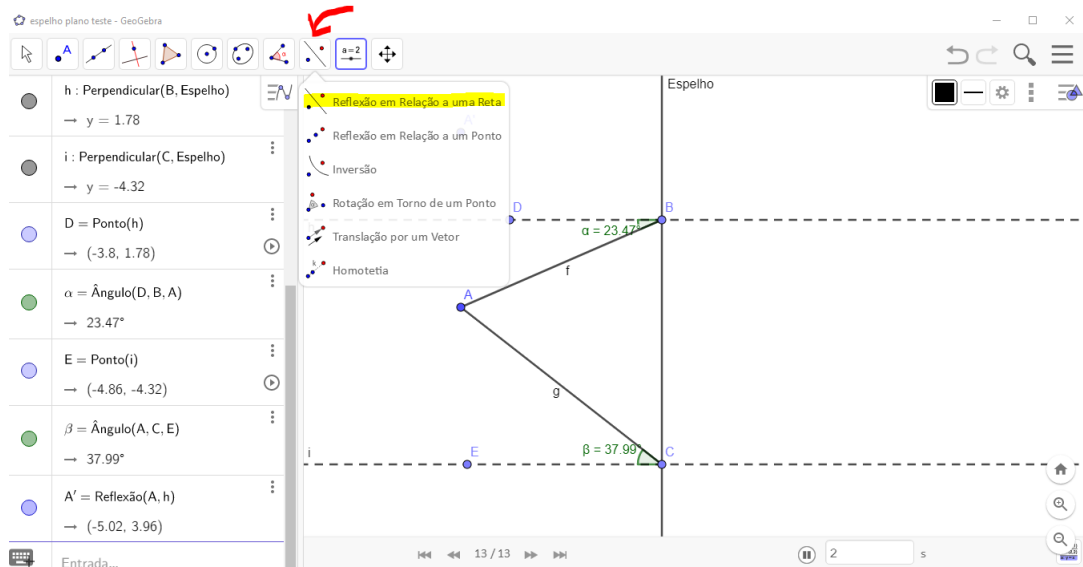 espelho plano teste - GeoGebra
A
a=2
h : Perpendicular(B, Espelho)
→ y = 1.78
i : Perpendicular(C, Espelho)
→ y = -4.32
D = Ponto(h)
→ (-3.8, 1.78)
α = Ângulo(D, B, A)
→ 23.47°
E = Ponto(i)
→ (-4.86, -4.32)
β = Ângulo(A, C, E)
→ 37.99°
A′ = Reflexão(A, h)
→ (-5.02, 3.96)
Entrada...
Reflexão em Relação a uma Reta
Reflexão em Relação a um Ponto
Inversão
Rotação em Torno de um Ponto
Translação por um Vetor
Homotetia
Espelho
A'
D
B
α = 23.47°
f
A
g
i
E
β = 37.99°
C
13 / 13
2
s